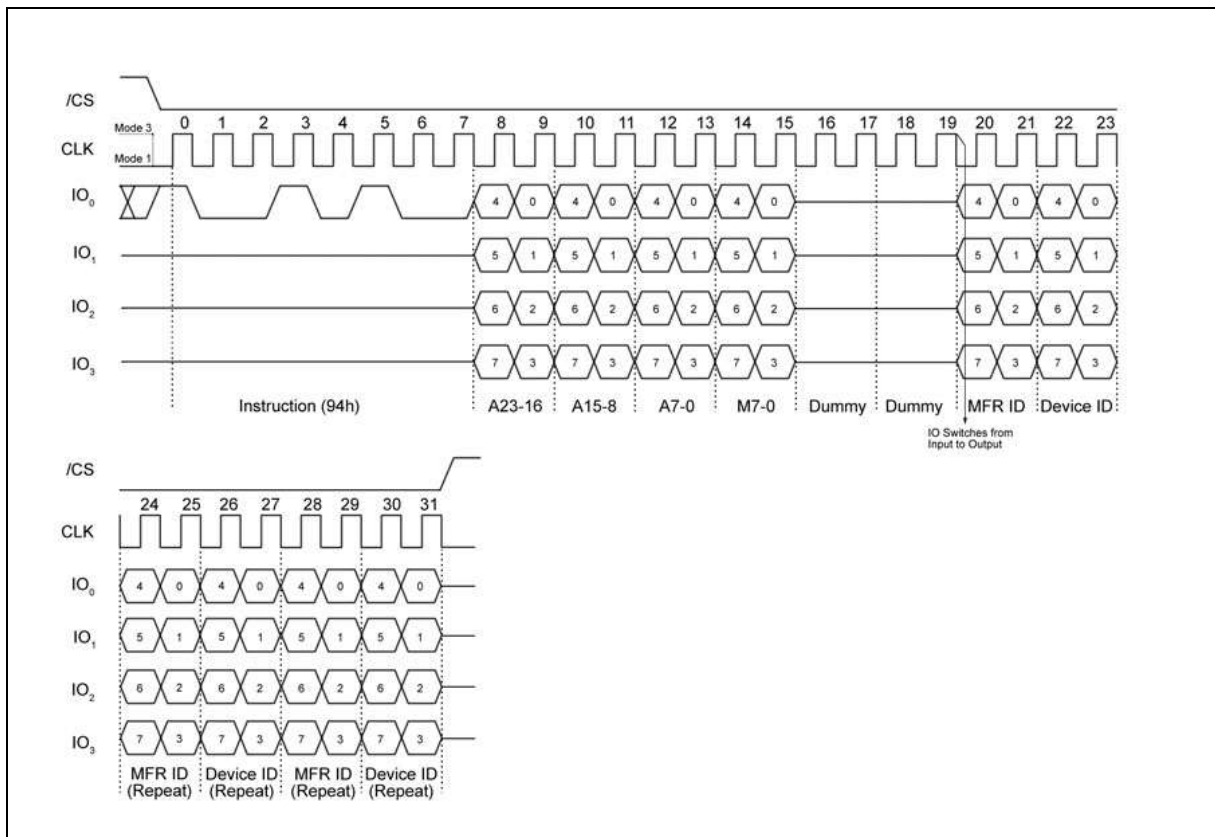 /CS
Mode 3 0 1 2 3 4 5 6 7 8 9 10 11 12 13 14 15 16 17 18 19 20 21 22 23
CLK
Mode 1
IO0 4 0 4 0 4 0 4 0 4 0 4 0
IO1 5 1 5 1 5 1 5 1 5 1 5 1
IO2 6 2 6 2 6 2 6 2 6 2 6 2
IO3 7 3 7 3 7 3 7 3 7 3 7 3
Instruction (94h) A23-16 A15-8 A7-0 M7-0 Dummy Dummy MFR ID Device ID
IO Switches from
Input to Output
/CS
24 25 26 27 28 29 30 31
CLK
IO0 4 0 4 0 4 0 4 0
IO1 5 1 5 1 5 1 5 1
IO2 6 2 6 2 6 2 6 2
IO3 7 3 7 3 7 3 7 3
MFR ID Device ID MFR ID Device ID
(Repeat) (Repeat) (Repeat) (Repeat)